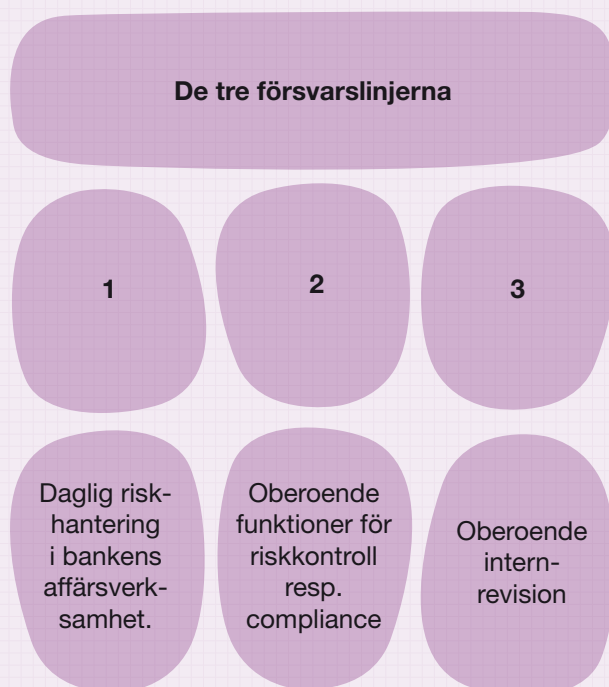 De tre försvarslinjerna
1
2
3
Daglig risk-
hantering
i bankens
affärsverk-
samhet.
Oberoende
funktioner för
riskkontroll
resp.
compliance
Oberoende
intern-
revision